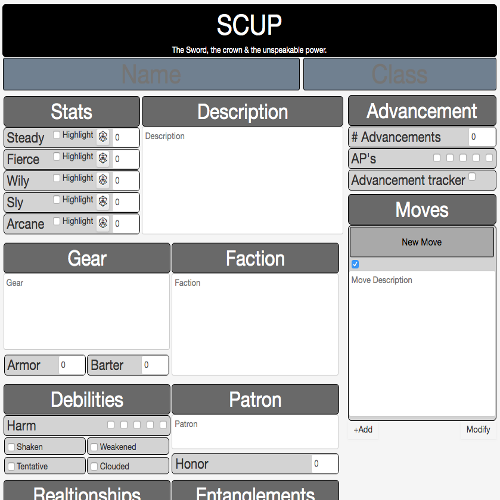 SCUP
The Sword, the crown & the unspeakable power.
Name
Class
Stats
Steady Highlight 0
Fierce Highlight 0
Wily Highlight 0
Sly Highlight 0
Arcane Highlight 0
Description
Description
Advancement
# Advancements 0
AP's
Advancement tracker
Moves
New Move
Move Description
+Add Modify
Gear
Gear
Armor 0 Barter 0
Faction
Faction
Debilities
Harm
Shaken Weakened
Tentative Clouded
Patron
Patron
Honor 0
Realtionships
Entanglements